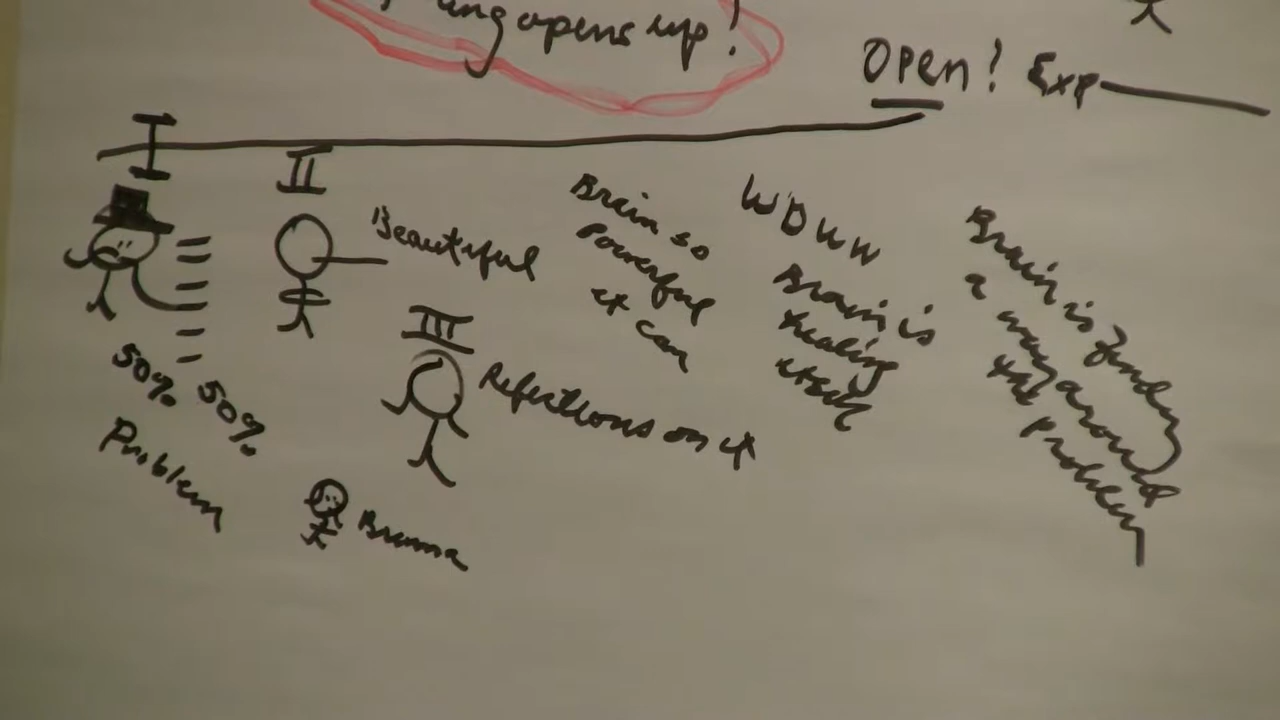 opens up!
Open! Exp
I
II
Beautiful
III
Reflections on it
50% 50%
Problem
Brain so
Powerful
it can
WOWW
Brain is
healing
itself
Brain is finding
a way around
the problem